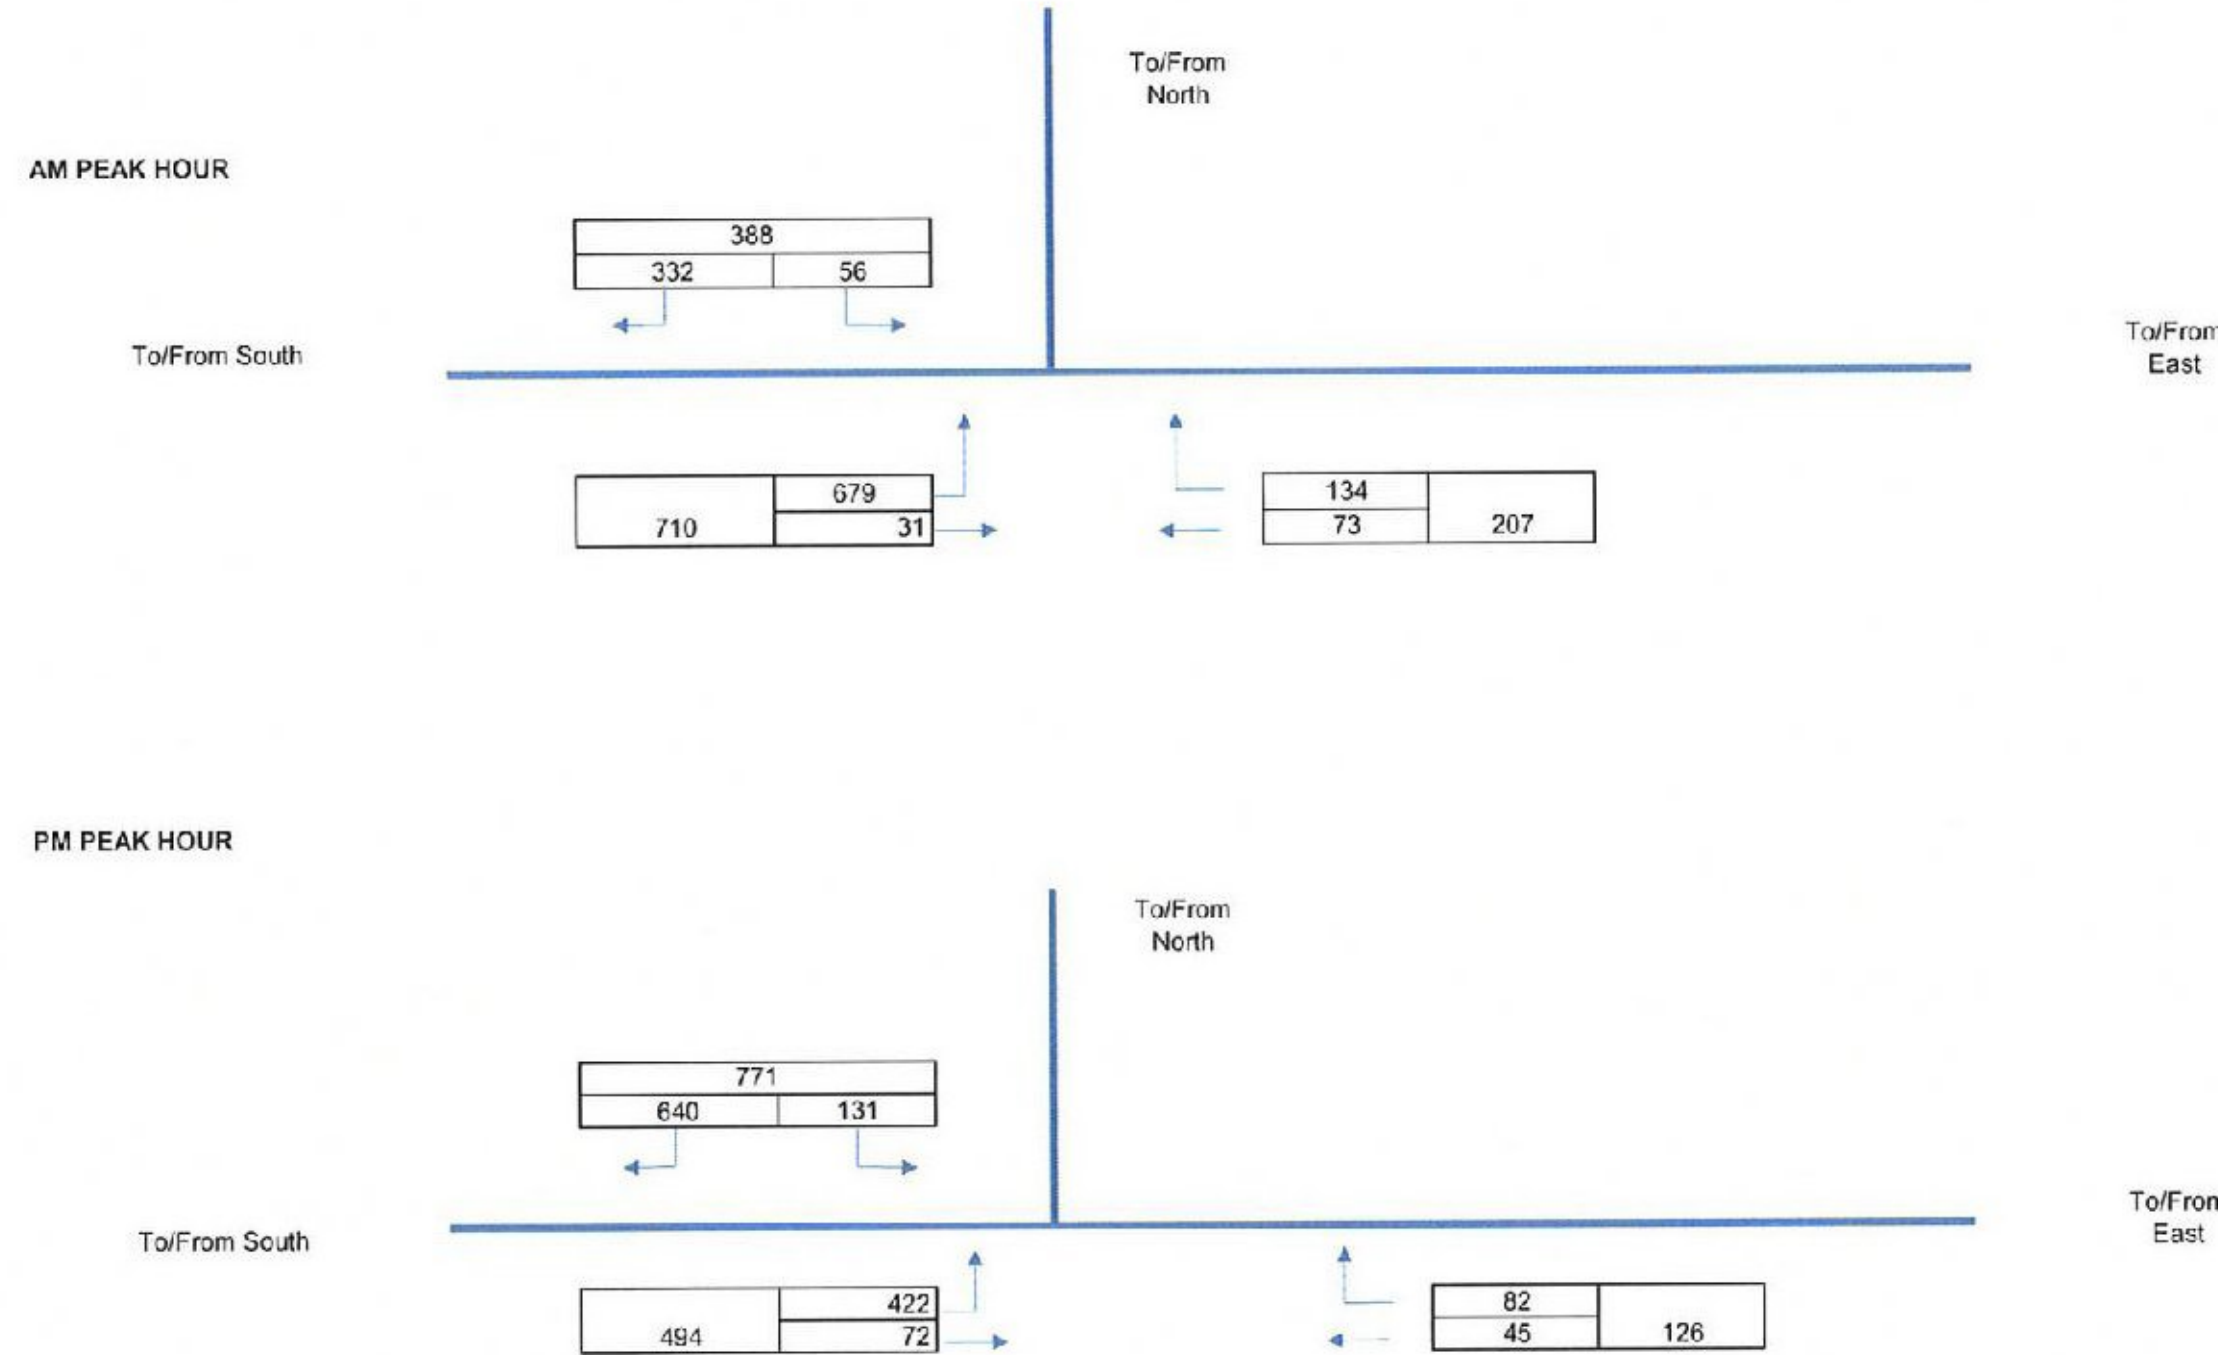 To/From
North
AM PEAK HOUR
388
332 56
To/From South
To/From
East
679
710 31
134
73 207
PM PEAK HOUR
To/From
North
771
640 131
To/From South
To/From
East
422
494 72
82
45 126